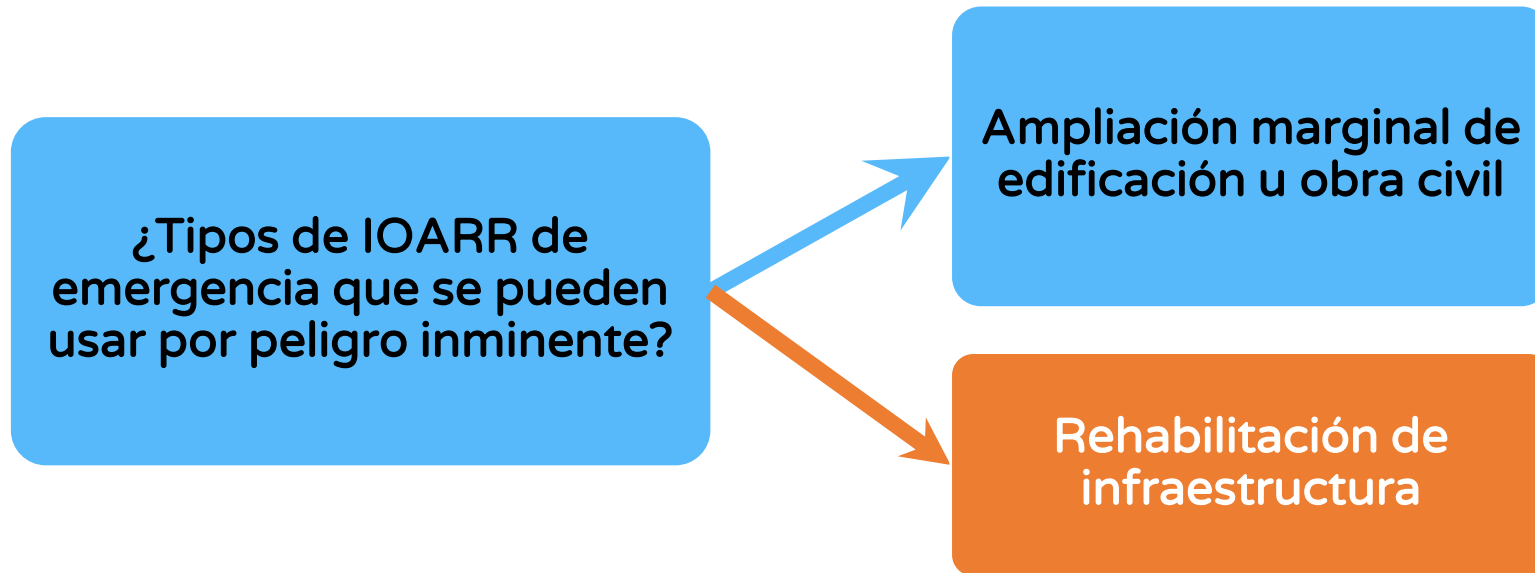 ¿Tipos de IOARR de
emergencia que se pueden
usar por peligro inminente?
Ampliación marginal de
edificación u obra civil
Rehabilitación de
infraestructura